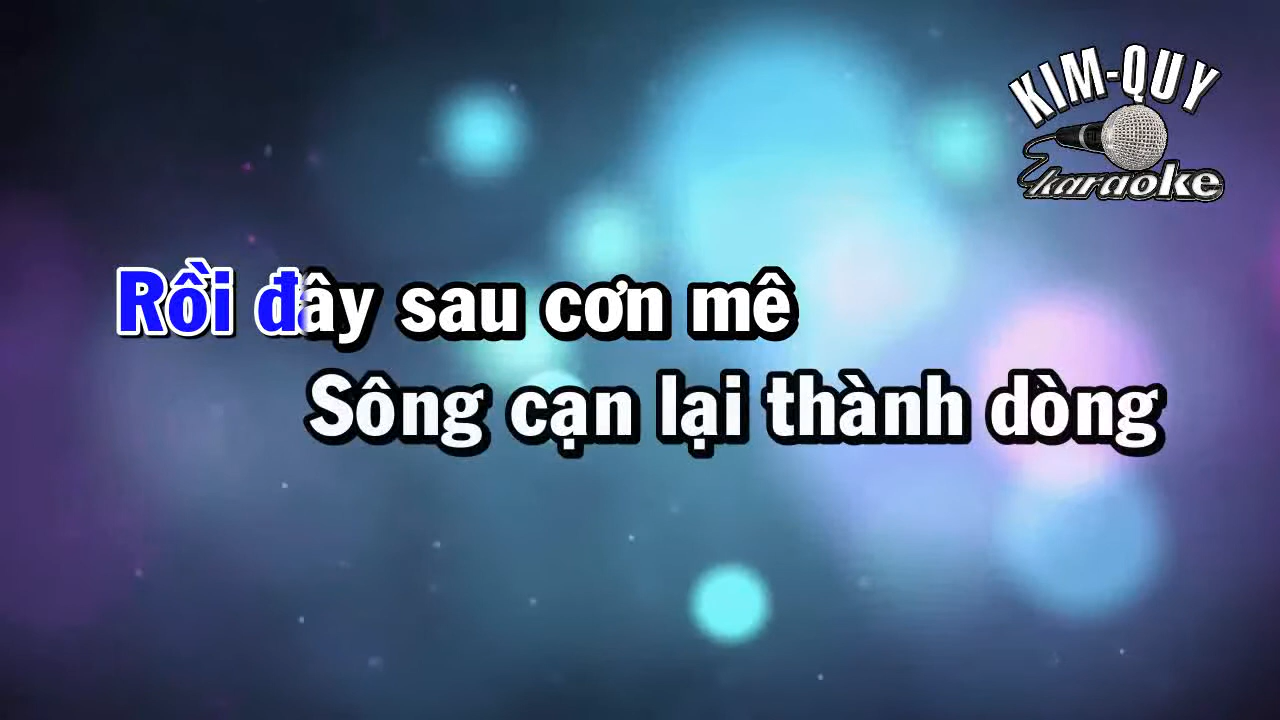 KIM-QUY
karaoke
Rồi đây sau cơn mê
Sông cạn lại thành dòng